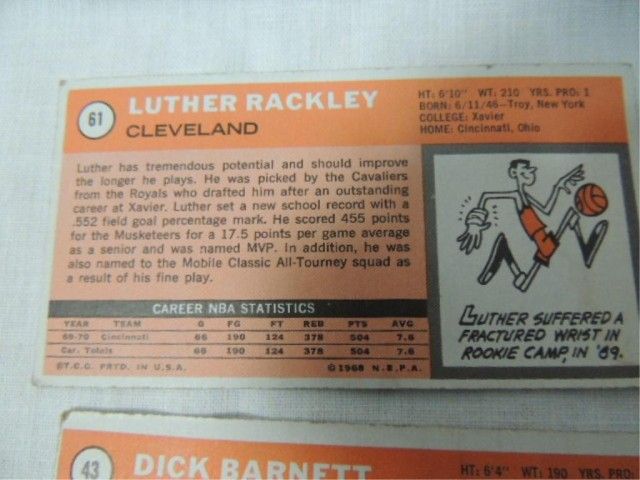 61
LUTHER RACKLEY
CLEVELAND
HT: 6'10" WT: 210 YRS. PRO: 1
BORN: 6/11/46—Troy, New York
COLLEGE: Xavier
HOME: Cincinnati, Ohio
Luther has tremendous potential and should improve
the longer he plays. He was picked by the Cavaliers
from the Royals who drafted him after an outstanding
career at Xavier. Luther set a new school record with a
.552 field goal percentage mark. He scored 455 points
for the Musketeers for a 17.5 points per game average
as a senior and was named MVP. In addition, he was
also named to the Mobile Classic All-Tourney squad as
a result of his fine play.
LUTHER SUFFERED A
FRACTURED WRIST IN
ROOKIE CAMP, IN '69.
CAREER NBA STATISTICS
YEAR TEAM G FG FT REB PTS AVG
69-70 Cincinnati 66 190 124 378 504 7.6
Car. Totals 66 190 124 378 504 7.6
©T.C.G. PRTD. IN U.S.A. ©1968 N.B.P.A.
43
DICK BARNETT
HT: 6'4" WT: 190 YRS. PRO: